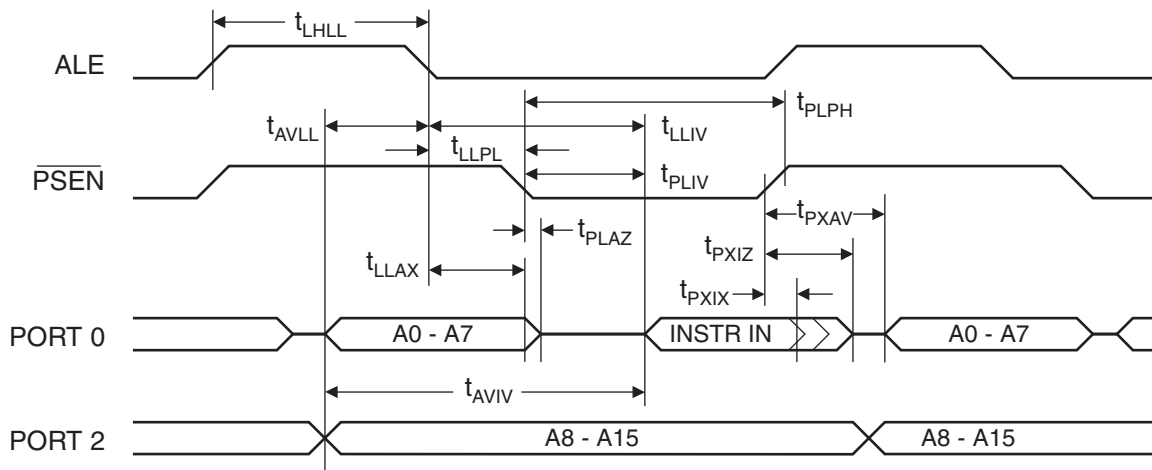 tLHLL
ALE
tPLPH
tAVLL
tLLIV
tLLPL
PSEN
tPLIV
tPXAV
tPLAZ
tPXIZ
tLLAX
tPXIX
PORT 0
A0 - A7
INSTR IN
A0 - A7
tAVIV
PORT 2
A8 - A15
A8 - A15